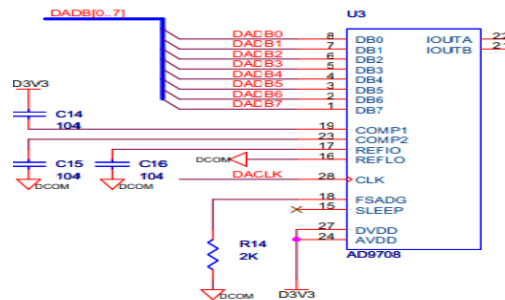 DADB[0..7]
U3
DADB0 8 DB0 IOUTA 22
DADB1 7 DB1 IOUTB 21
DADB2 6 DB2
DADB3 5 DB3
DADB4 4 DB4
DADB5 3 DB5
DADB6 2 DB6
DADB7 1 DB7
D3V3
C14
104
19 COMP1
23 COMP2
17 REFIO
DCOM 16 REFLO
C15 C16
104 104
DCOM DCOM
DACLK 28 CLK
18 FSADG
15 SLEEP
27 DVDD
24 AVDD
R14
2K
AD9708
DCOM D3V3